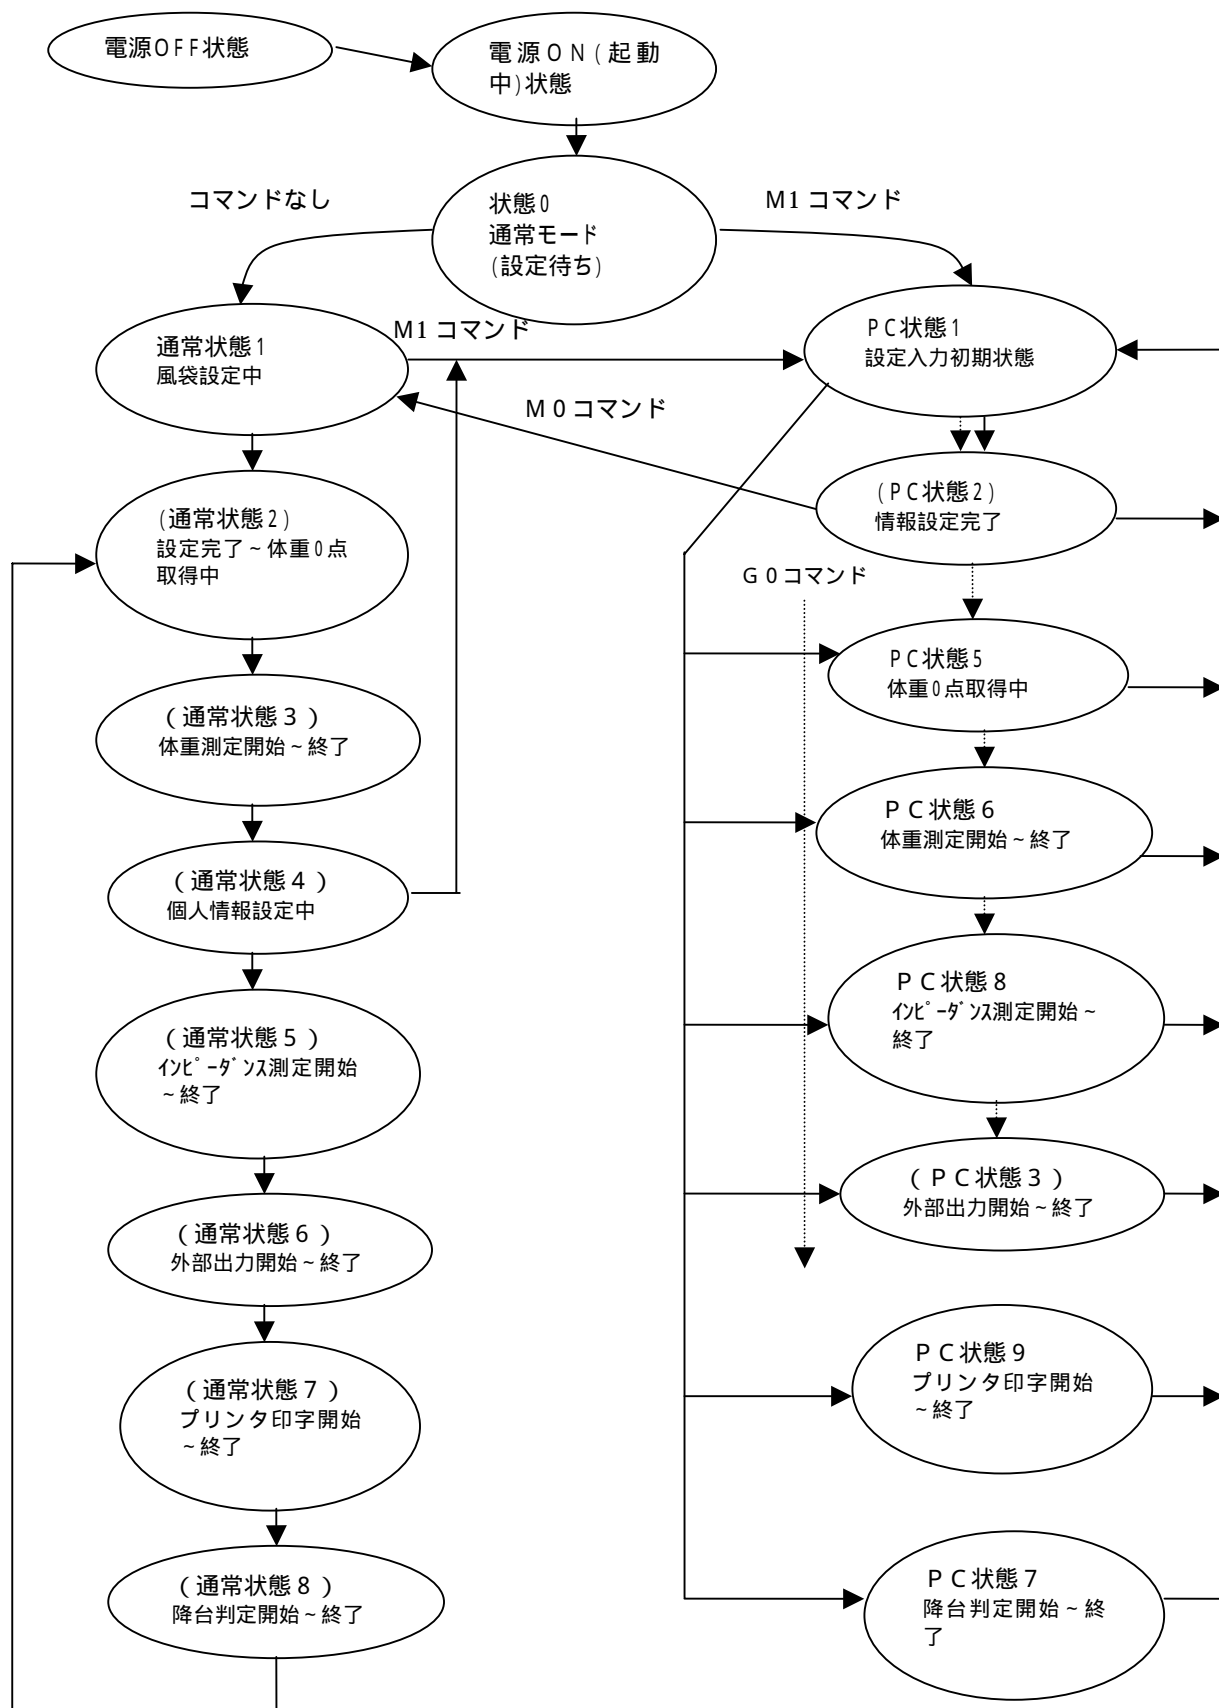 電源OFF状態
電源ON(起動
中)状態
コマンドなし
状態0
通常モード
(設定待ち)
M1 コマンド
通常状態1
風袋設定中
M1 コマンド
PC状態1
設定入力初期状態
M0コマンド
(通常状態2)
設定完了~体重0点
取得中
(PC状態2)
情報設定完了
G0コマンド
PC状態5
体重0点取得中
(通常状態3)
体重測定開始~終了
PC状態6
体重測定開始~終了
(通常状態4)
個人情報設定中
PC状態8
インピーダンス測定開始~
終了
(通常状態5)
インピーダンス測定開始
~終了
(PC状態3)
外部出力開始~終了
(通常状態6)
外部出力開始~終了
PC状態9
プリンタ印字開始
~終了
(通常状態7)
プリンタ印字開始
~終了
(通常状態8)
降台判定開始~終了
PC状態7
降台判定開始~終
了